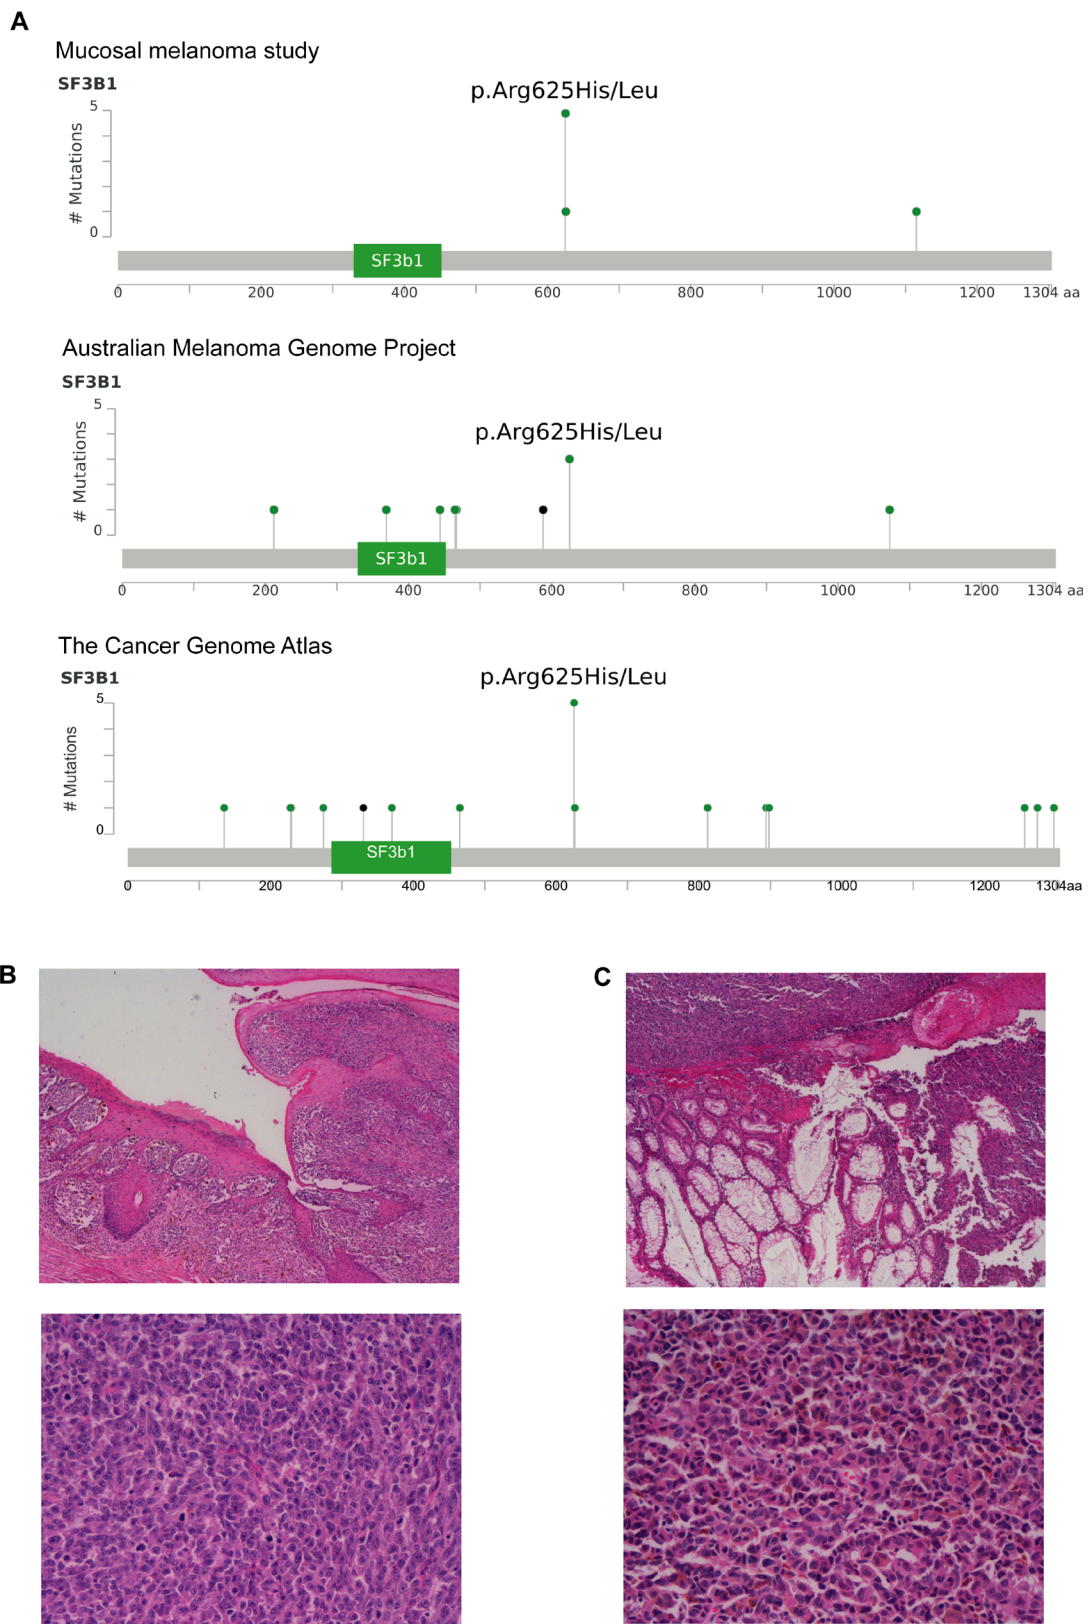 A
Mucosal melanoma study
SF3B1
p.Arg625His/Leu
5
# Mutations
0
SF3b1
0 200 400 600 800 1000 1200 1304 aa
Australian Melanoma Genome Project
SF3B1
5
p.Arg625His/Leu
# Mutations
0
SF3b1
0 200 400 600 800 1000 1200 1304 aa
The Cancer Genome Atlas
SF3B1
p.Arg625His/Leu
5
# Mutations
0
SF3b1
0 200 400 600 800 1000 1200 1304aa
B
C